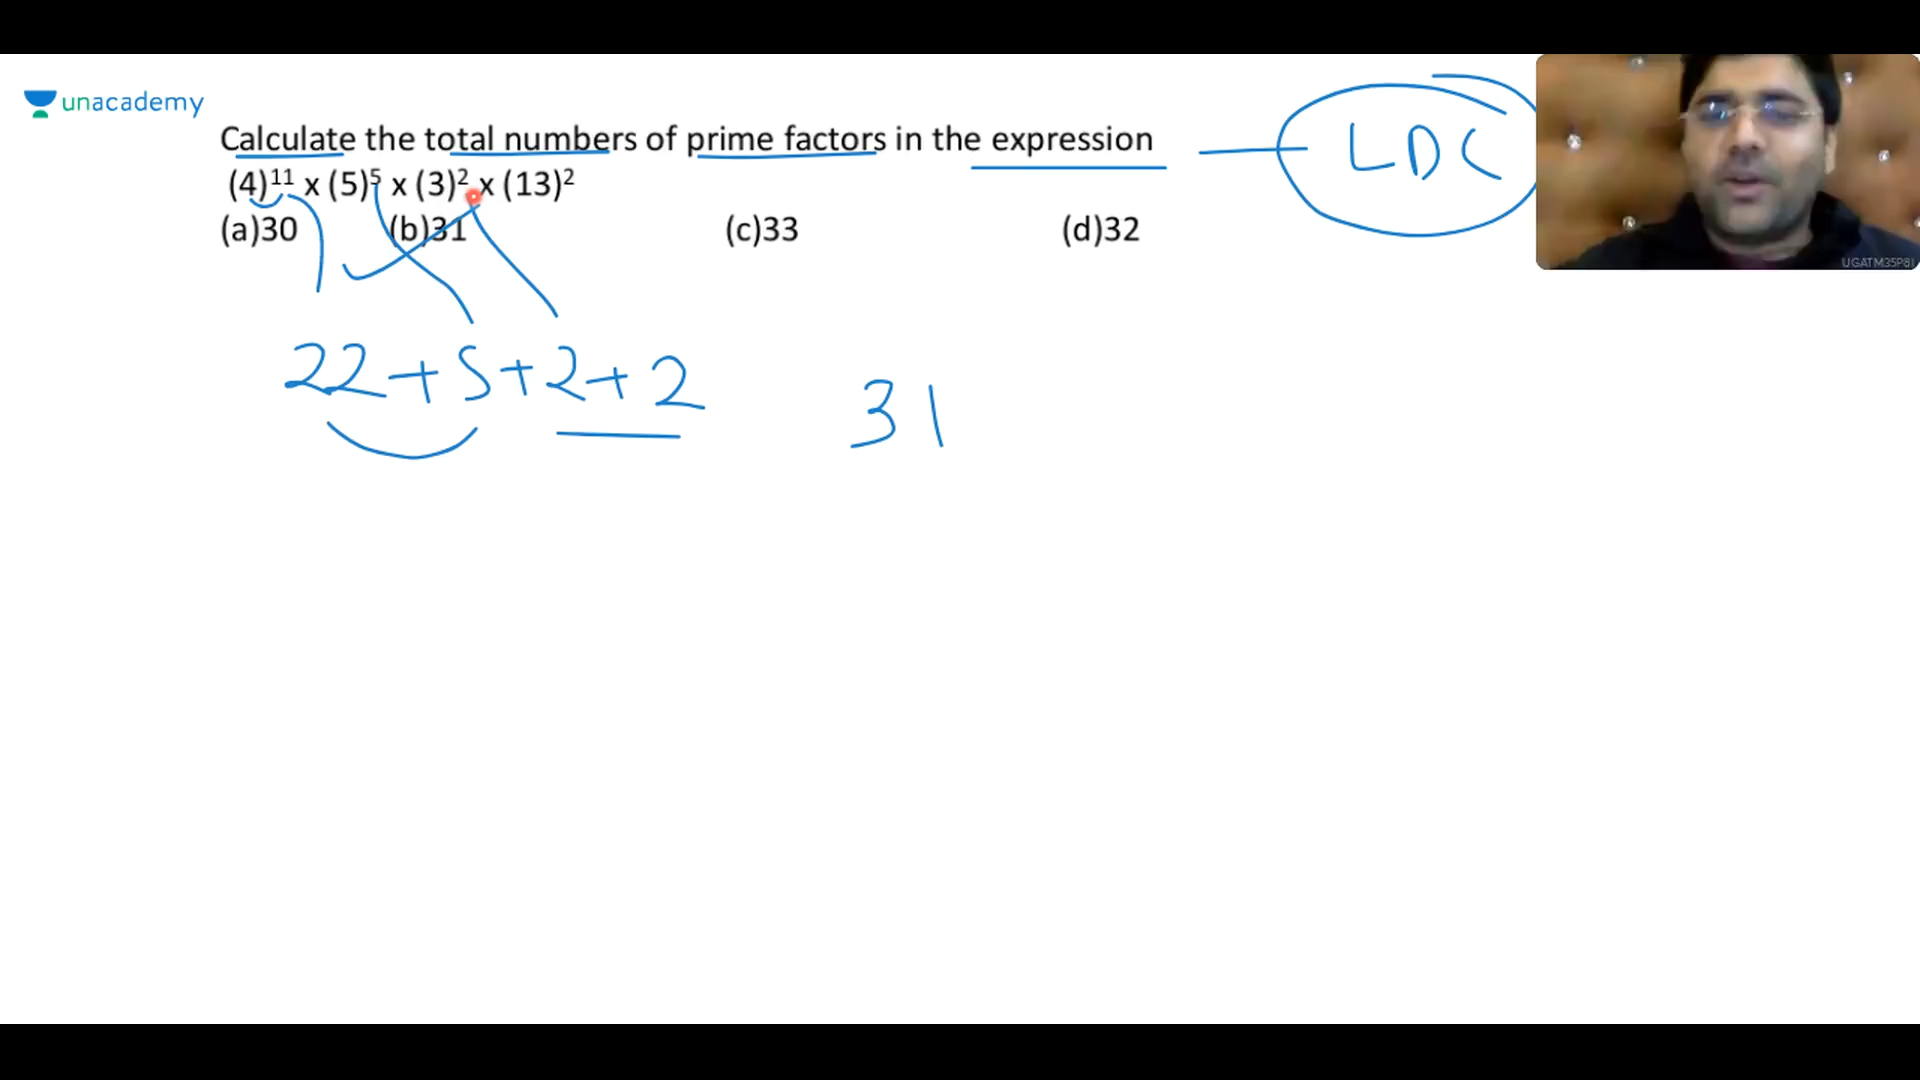 unacademy
Calculate the total numbers of prime factors in the expression
(4)¹¹ x (5)⁵ x (3)² x (13)²
(a)30 (b)31 (c)33 (d)32
LDC
22 + 5 + 2 + 2 31
UGATM35P8I